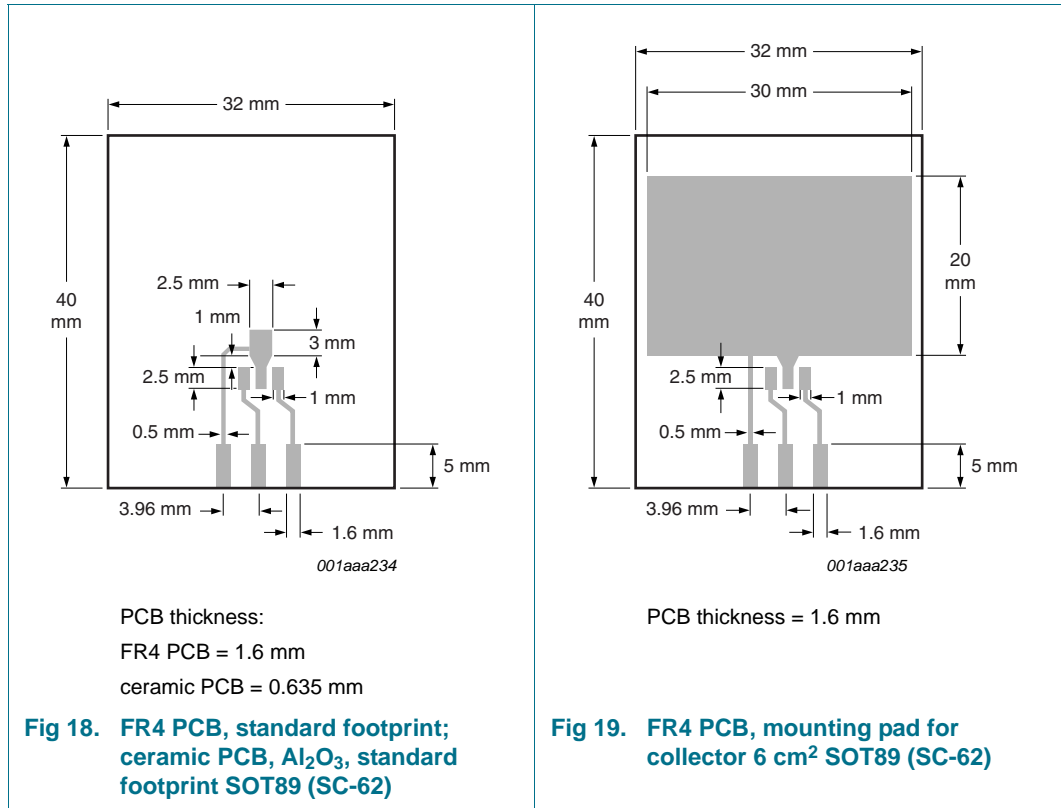 32 mm
40
mm
2.5 mm
1 mm
3 mm
2.5 mm
1 mm
0.5 mm
5 mm
3.96 mm
1.6 mm
001aaa234
PCB thickness:
FR4 PCB = 1.6 mm
ceramic PCB = 0.635 mm
Fig 18. FR4 PCB, standard footprint;
ceramic PCB, Al₂O₃, standard
footprint SOT89 (SC-62)
32 mm
30 mm
40
mm
20
mm
2.5 mm
1 mm
0.5 mm
5 mm
3.96 mm
1.6 mm
001aaa235
PCB thickness = 1.6 mm
Fig 19. FR4 PCB, mounting pad for
collector 6 cm² SOT89 (SC-62)